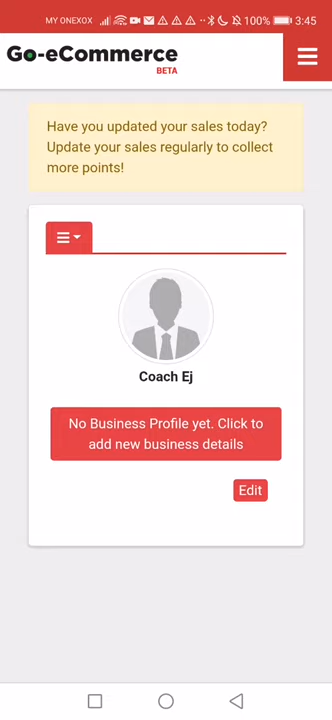 MY ONEXOX 100% 3:45
Go-eCommerce
BETA
Have you updated your sales today?
Update your sales regularly to collect
more points!
Coach Ej
No Business Profile yet. Click to
add new business details
Edit